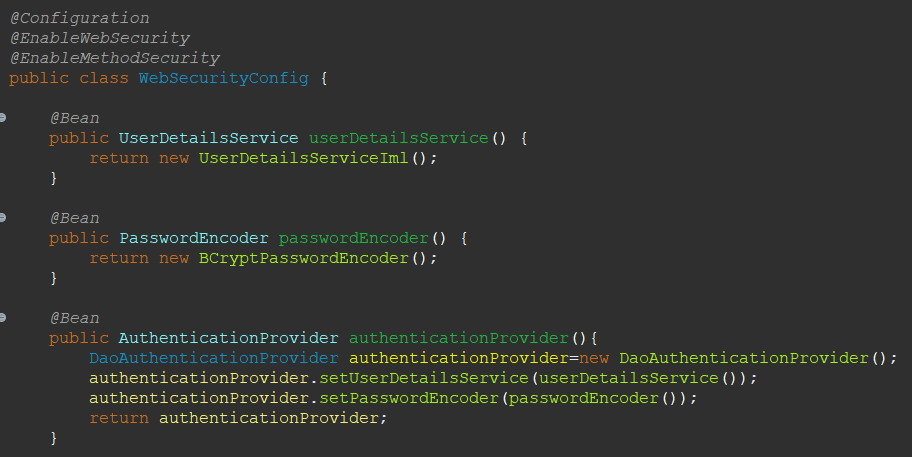 @Configuration
@EnableWebSecurity
@EnableMethodSecurity
public class WebSecurityConfig {
@Bean
public UserDetailsService userDetailsService() {
return new UserDetailsServiceIml();
}
@Bean
public PasswordEncoder passwordEncoder() {
return new BCryptPasswordEncoder();
}
@Bean
public AuthenticationProvider authenticationProvider(){
DaoAuthenticationProvider authenticationProvider=new DaoAuthenticationProvider();
authenticationProvider.setUserDetailsService(userDetailsService());
authenticationProvider.setPasswordEncoder(passwordEncoder());
return authenticationProvider;
}